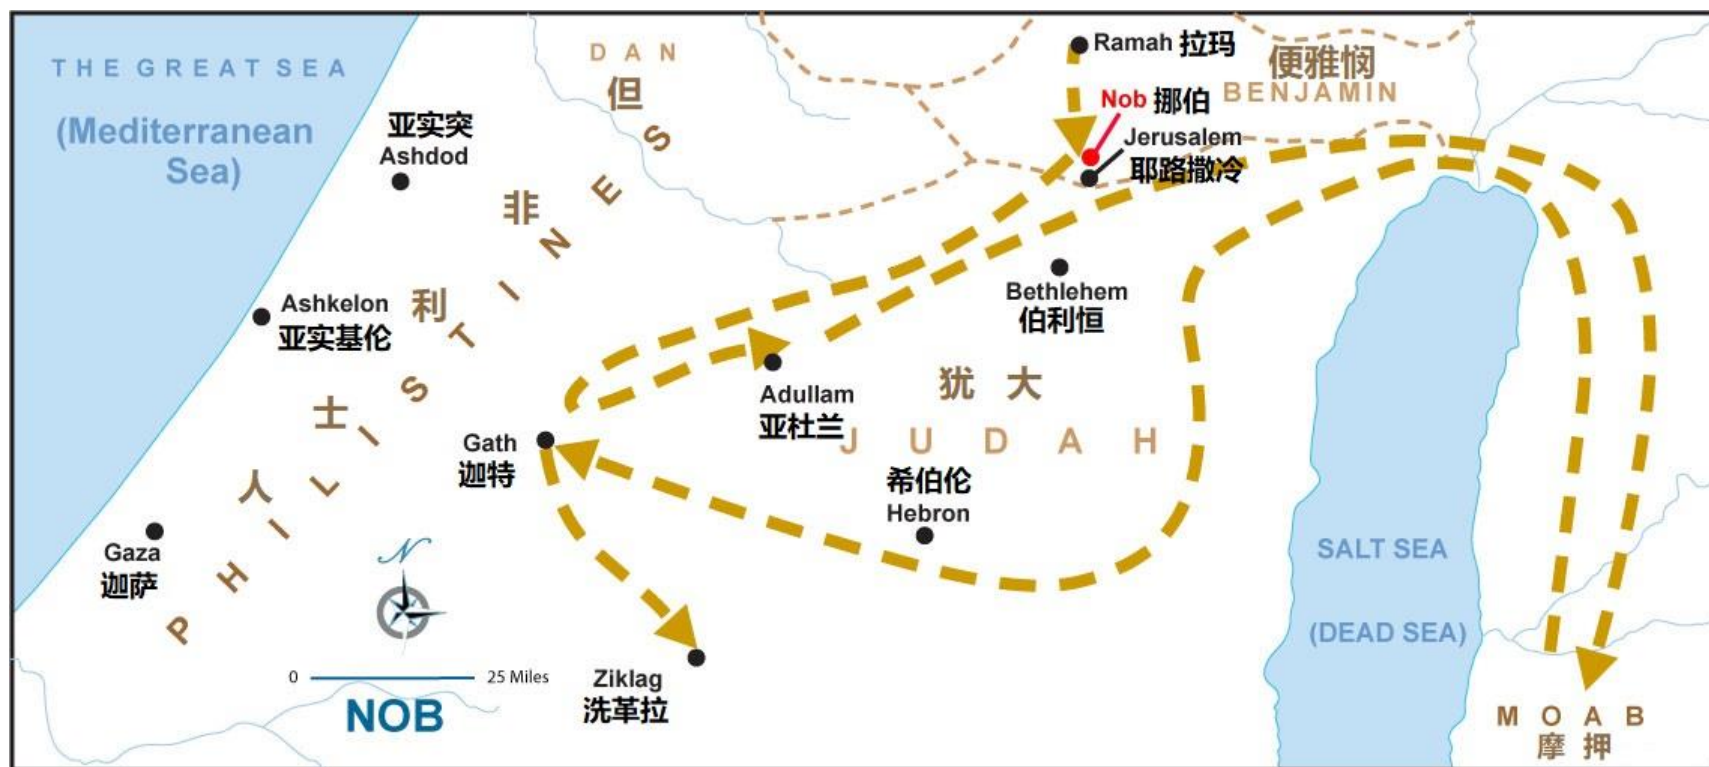 THE GREAT SEA
(Mediterranean
Sea)
DAN
但
Ramah 拉玛
便雅悯
BENJAMIN
Nob 挪伯
Jerusalem
耶路撒冷
亚实突
Ashdod
非利士人
PHILISTINES
Ashkelon
亚实基伦
Bethlehem
伯利恒
Adullam
亚杜兰
犹大
JUDAH
Gath
迦特
希伯伦
Hebron
Gaza
迦萨
N
SALT SEA
(DEAD SEA)
0 25 Miles
NOB
Ziklag
洗革拉
MOAB
摩押